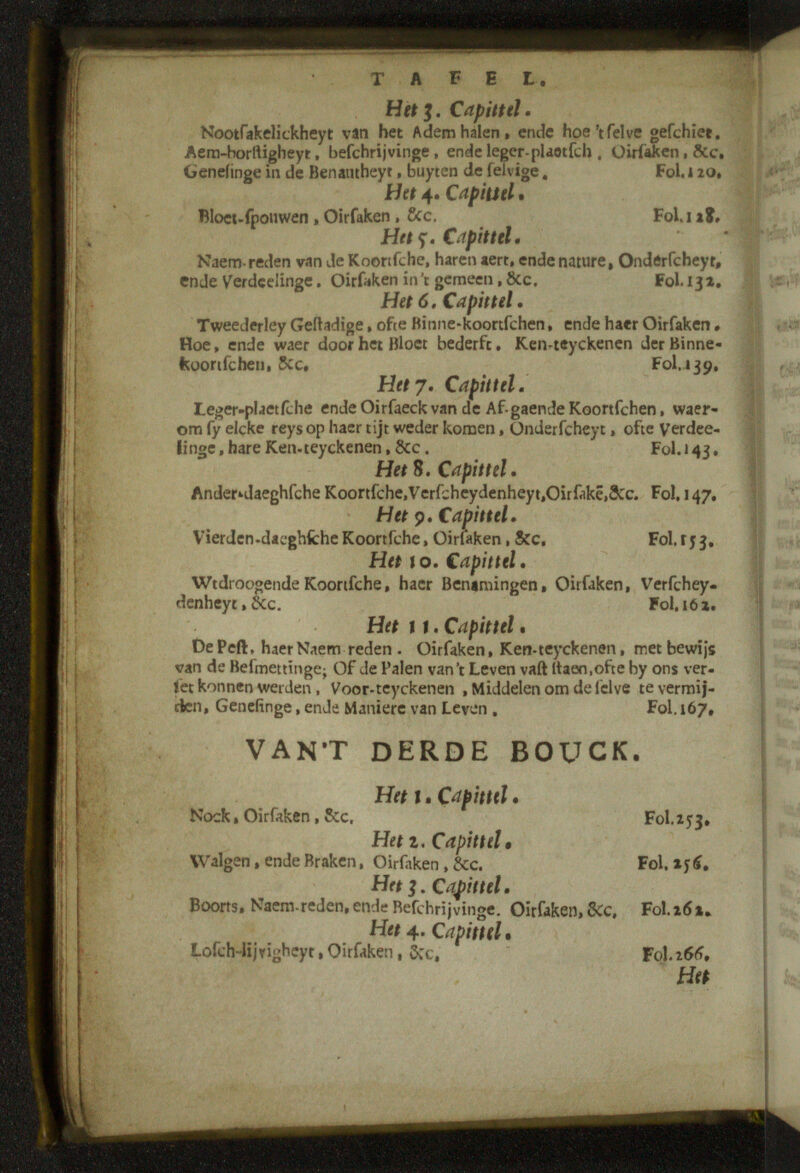 TAFEL.
Het 3. Capittel.
Nootſakelickheyt van het Adem halen, ende hoe 'tſelve geſchiet.
Aem-borſtigheyt, beſchrijvinge, ende leger-plaetſch, Oirſaken, &c.
Geneſinge in de Benautheyt, buyten de ſelvige. Fol. 120.
Het 4. Capittel.
Bloet-ſpouwen, Oirſaken, &c. Fol. 128.
Het 5. Capittel.
Naem-reden van de Koortſche, haren aert, ende nature, Onderſcheyt,
ende Verdeelinge. Oirſaken in't gemeen, &c. Fol. 132.
Het 6. Capittel.
Tweederley Geſtadige, ofte Binne-koortſchen, ende haer Oirſaken.
Hoe, ende waer door het Bloet bederft. Ken-teyckenen der Binne-
koortſchen, &c. Fol. 139.
Het 7. Capittel.
Leger-plaetſche ende Oirſaeck van de Af-gaende Koortſchen, waer-
om ſy elcke reys op haer tijt weder komen, Onderſcheyt, ofte Verdee-
linge, hare Ken-teyckenen, &c. Fol. 143.
Het 8. Capittel.
Ander-daeghſche Koortſche, Verſcheydenheyt, Oirſakē, &c. Fol. 147.
Het 9. Capittel.
Vierden-daeghſche Koortſche, Oirſaken, &c. Fol. 153.
Het 10. Capittel.
Wtdroogende Koortſche, haer Benamingen, Oirſaken, Verſchey-
denheyt, &c. Fol. 162.
Het 11. Capittel.
De Peſt, haer Naem reden. Oirſaken, Ken-teyckenen, met bewijs
van de Beſmettinge; Of de Palen van't Leven vaſt ſtaen, ofte by ons ver-
ſet konnen werden, Voor-teyckenen, Middelen om de ſelve te vermij-
den, Geneſinge, ende Maniere van Leven. Fol. 167.
VAN'T DERDE BOUCK.
Het 1. Capittel.
Nock, Oirſaken, &c. Fol. 253.
Het 2. Capittel.
Walgen, ende Braken, Oirſaken, &c. Fol. 256.
Het 3. Capittel.
Boorts, Naem-reden, ende Beſchrijvinge. Oirſaken, &c. Fol. 262.
Het 4. Capittel.
Loſch-lijvigheyt, Oirſaken, &c. Fol. 266.
Het